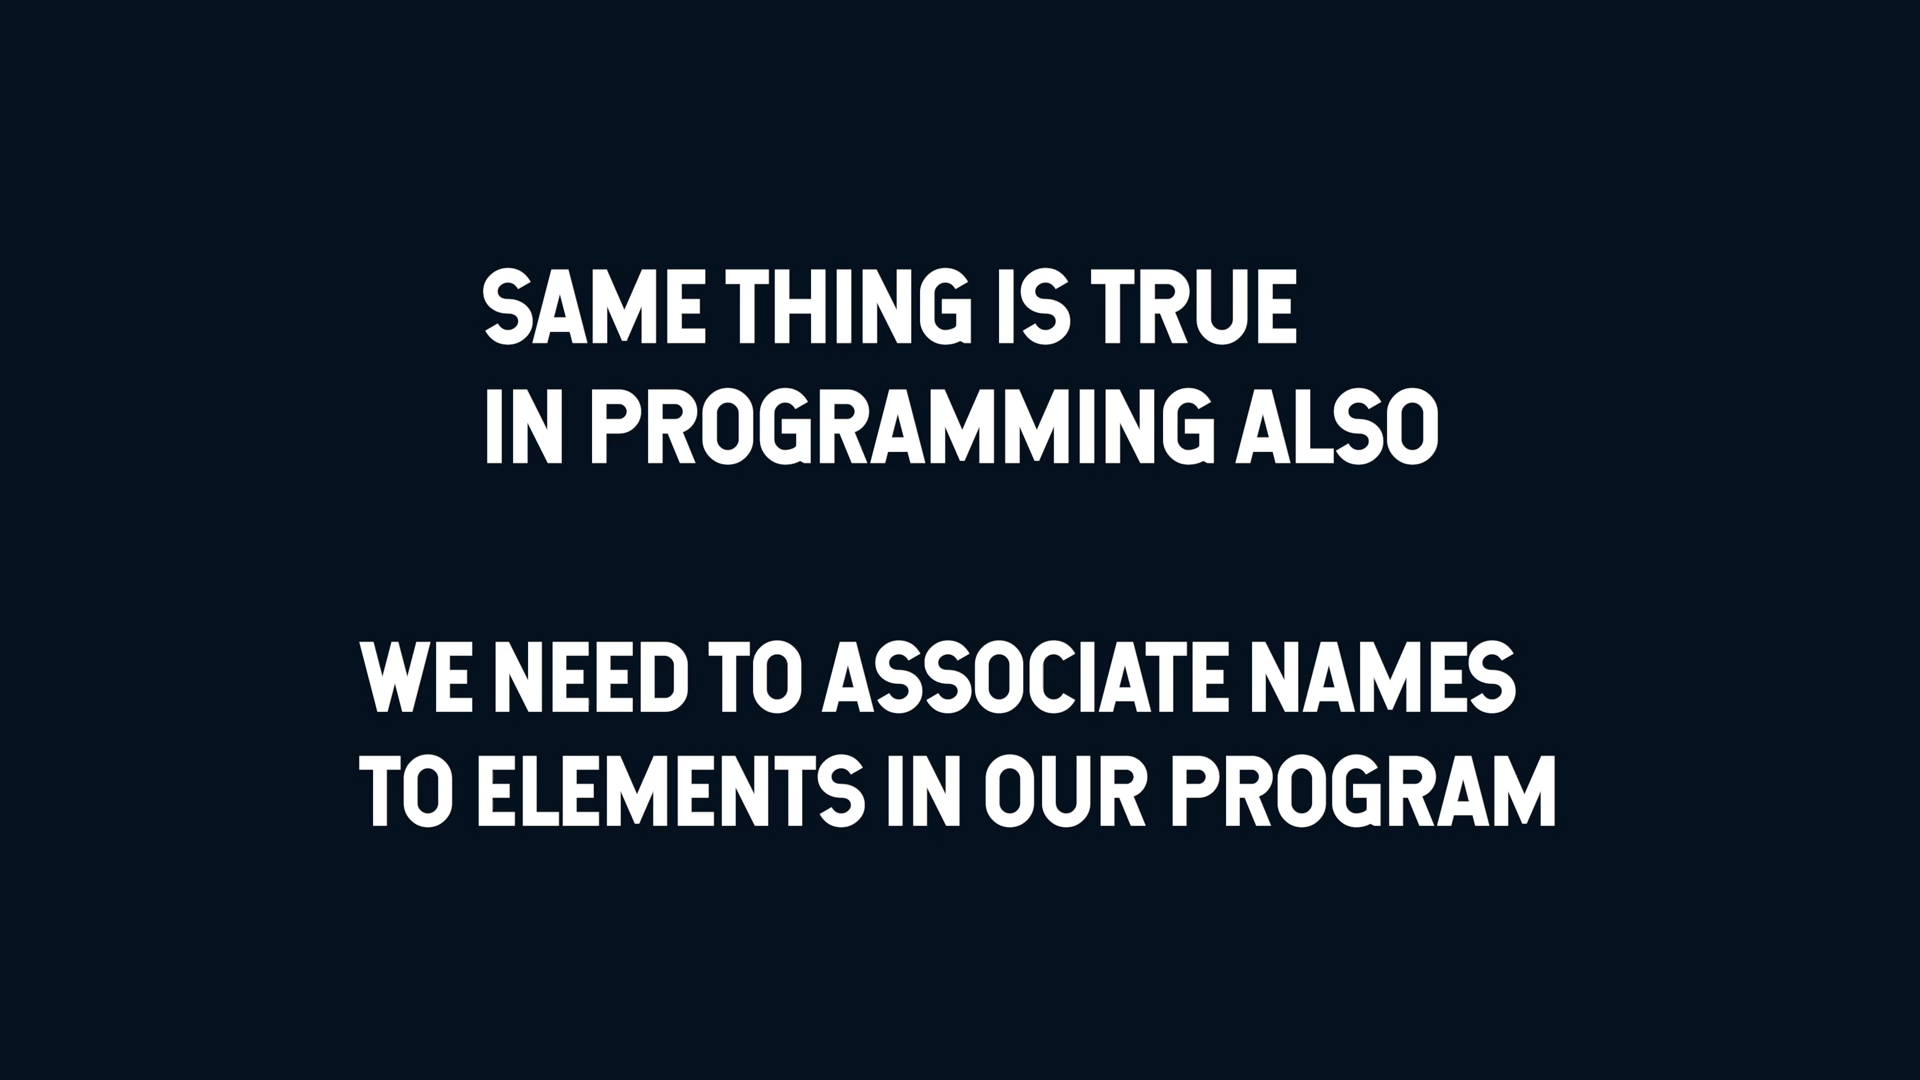 SAME THING IS TRUE
IN PROGRAMMING ALSO
WE NEED TO ASSOCIATE NAMES
TO ELEMENTS IN OUR PROGRAM